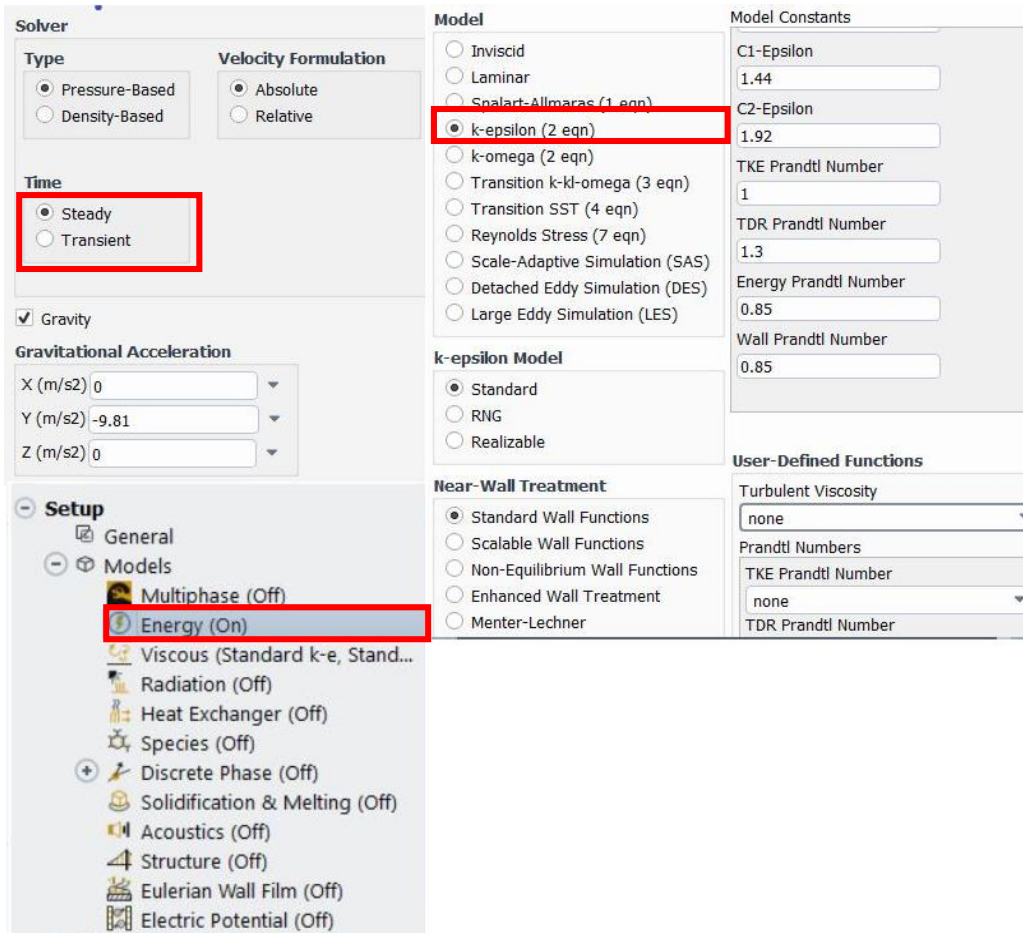 Solver
Type
Pressure-Based
Density-Based
Velocity Formulation
Absolute
Relative
Time
Steady
Transient
Gravity
Gravitational Acceleration
X (m/s2) 0
Y (m/s2) -9.81
Z (m/s2) 0
Setup
General
Models
Multiphase (Off)
Energy (On)
Viscous (Standard k-e, Stand...
Radiation (Off)
Heat Exchanger (Off)
Species (Off)
Discrete Phase (Off)
Solidification & Melting (Off)
Acoustics (Off)
Structure (Off)
Eulerian Wall Film (Off)
Electric Potential (Off)
Model
Inviscid
Laminar
Spalart-Allmaras (1 eqn)
k-epsilon (2 eqn)
k-omega (2 eqn)
Transition k-kl-omega (3 eqn)
Transition SST (4 eqn)
Reynolds Stress (7 eqn)
Scale-Adaptive Simulation (SAS)
Detached Eddy Simulation (DES)
Large Eddy Simulation (LES)
k-epsilon Model
Standard
RNG
Realizable
Near-Wall Treatment
Standard Wall Functions
Scalable Wall Functions
Non-Equilibrium Wall Functions
Enhanced Wall Treatment
Menter-Lechner
Model Constants
C1-Epsilon
1.44
C2-Epsilon
1.92
TKE Prandtl Number
1
TDR Prandtl Number
1.3
Energy Prandtl Number
0.85
Wall Prandtl Number
0.85
User-Defined Functions
Turbulent Viscosity
none
Prandtl Numbers
TKE Prandtl Number
none
TDR Prandtl Number